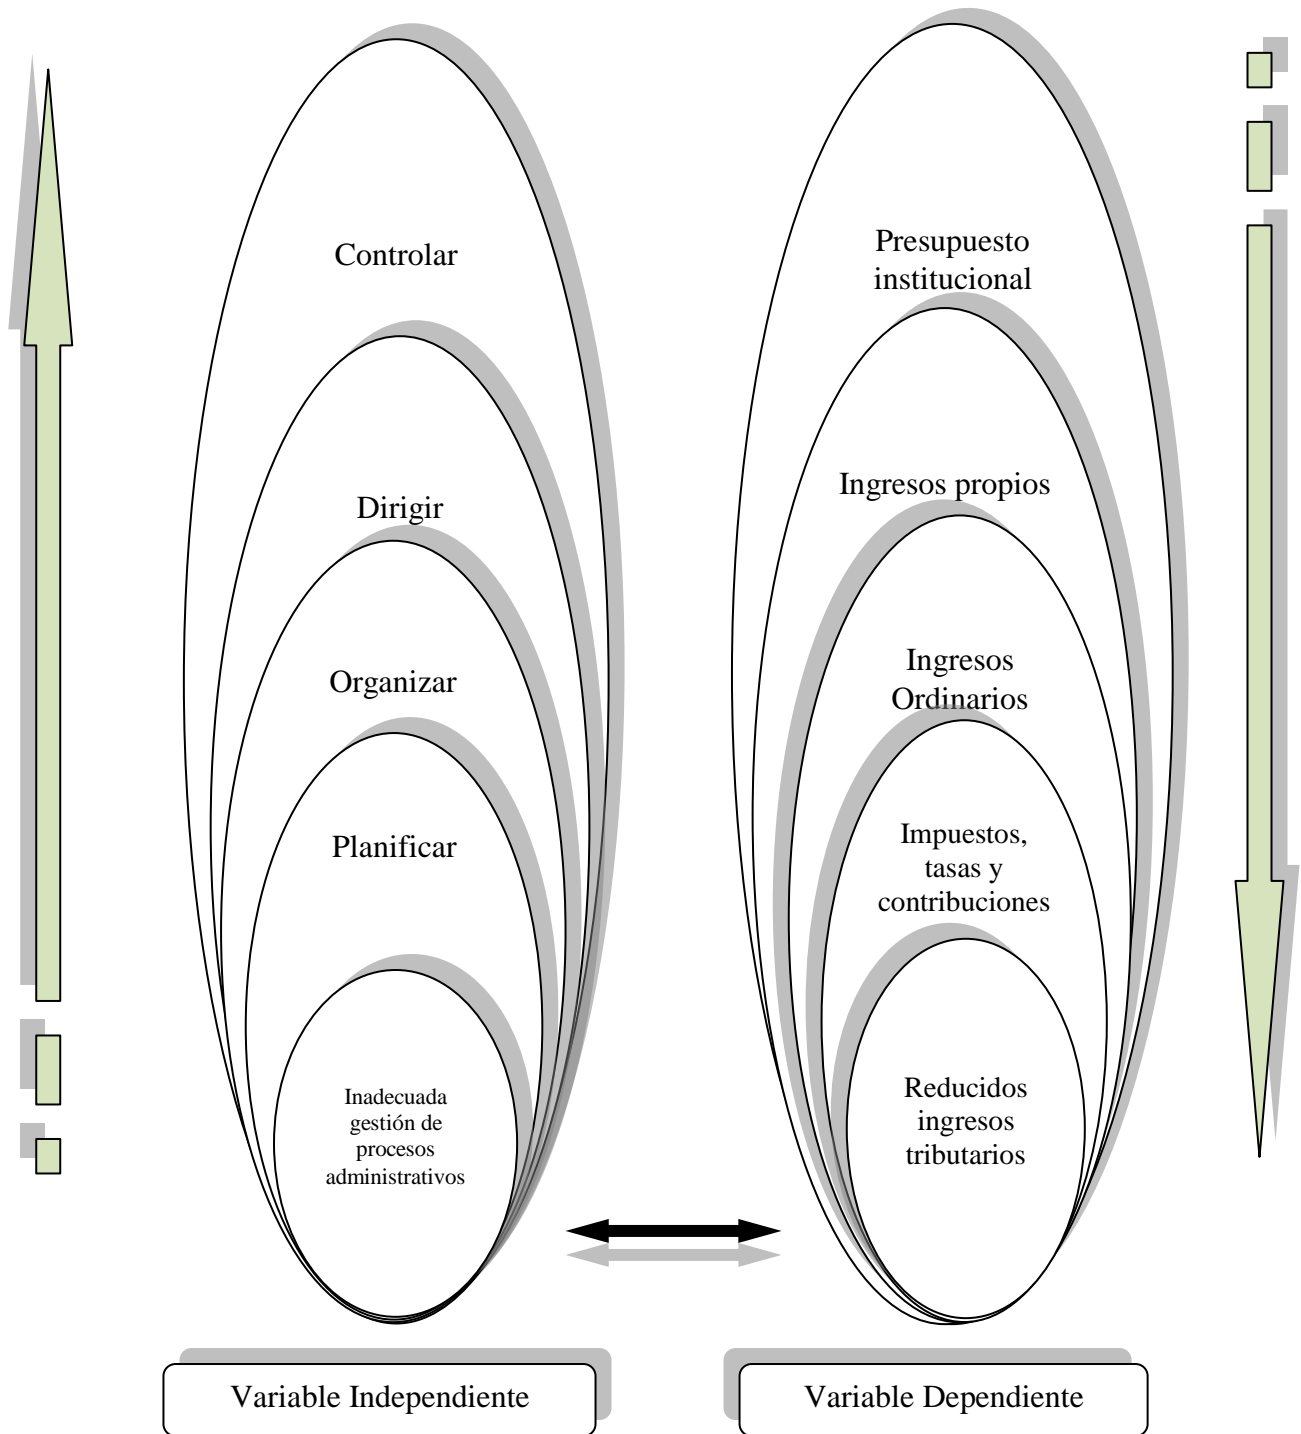 Controlar
Dirigir
Organizar
Planificar
Inadecuada
gestión de
procesos
administrativos
Variable Independiente
Presupuesto
institucional
Ingresos propios
Ingresos
Ordinarios
Impuestos,
tasas y
contribuciones
Reducidos
ingresos
tributarios
Variable Dependiente